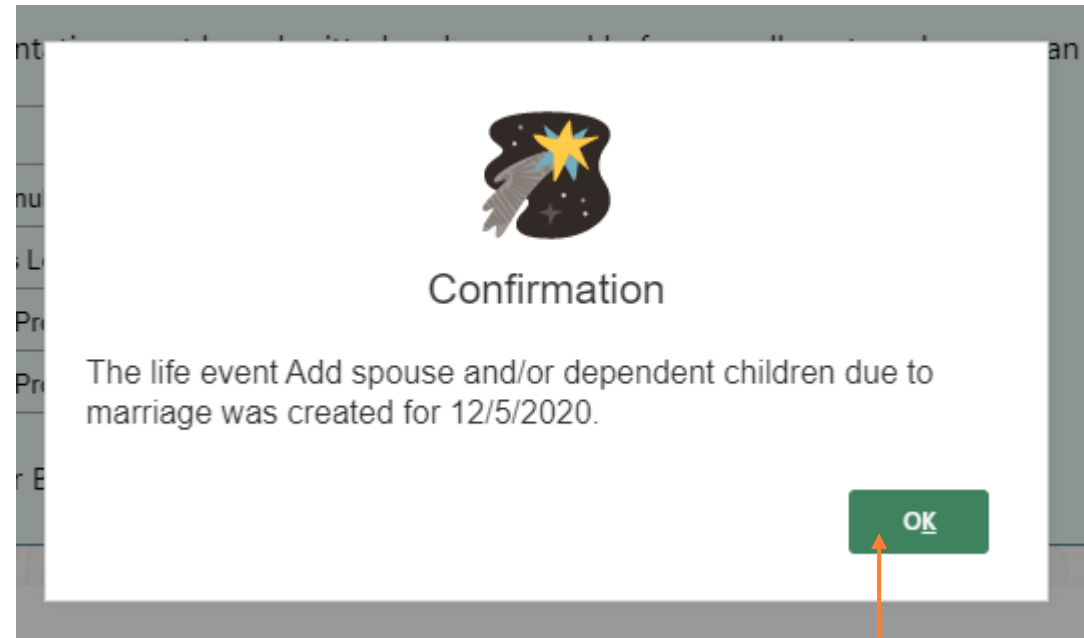 an
Confirmation
The life event Add spouse and/or dependent children due to
marriage was created for 12/5/2020.
OK